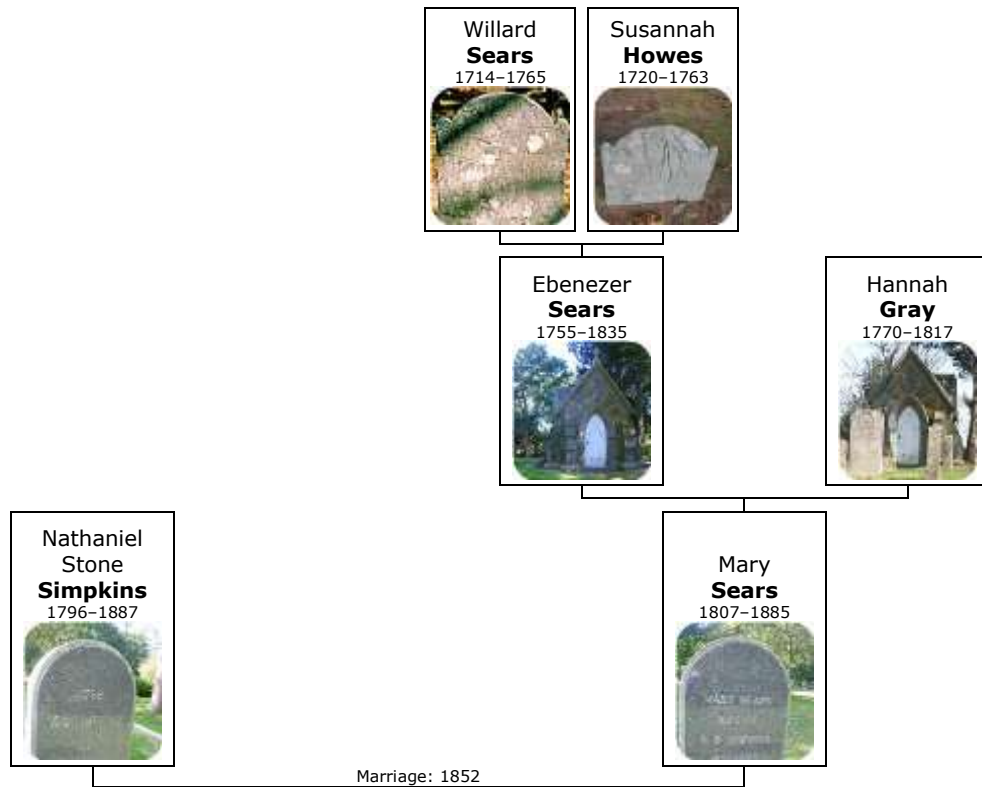 Willard
Sears
1714–1765
Susannah
Howes
1720–1763
Ebenezer
Sears
1755–1835
Hannah
Gray
1770–1817
Nathaniel
Stone
Simpkins
1796–1887
Mary
Sears
1807–1885
Marriage: 1852